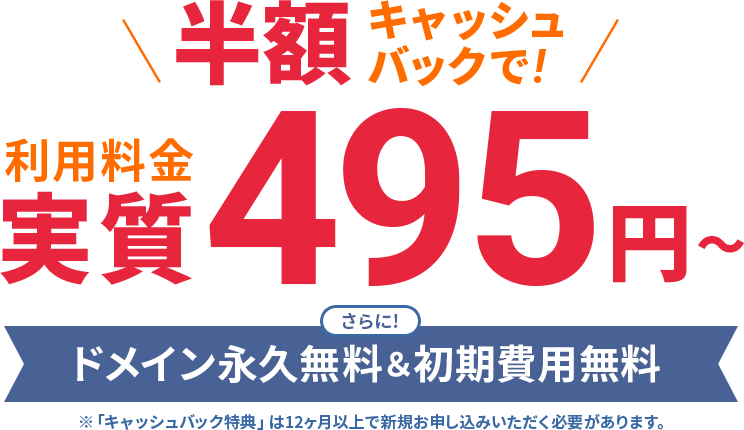 半額キャッシュ
バックで!
利用料金
実質495円～
さらに!
ドメイン永久無料&初期費用無料
※「キャッシュバック特典」は12ヶ月以上で新規お申し込みいただく必要があります。